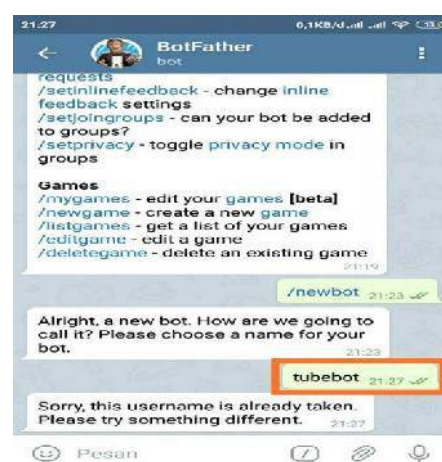 21:27 0,1KB/d
BotFather
bot
requests
/setinlinefeedback - change inline
feedback settings
/setjoingroups - can your bot be added
to groups?
/setprivacy - toggle privacy mode in
groups
Games
/mygames - edit your games [beta]
/newgame - create a new game
/listgames - get a list of your games
/editgame - edit a game
/deletegame - delete an existing game
21:19
/newbot 21:23
Alright, a new bot. How are we going to
call it? Please choose a name for your
bot.
21:23
tubebot 21:27
Sorry, this username is already taken.
Please try something different. 21:27
Pesan